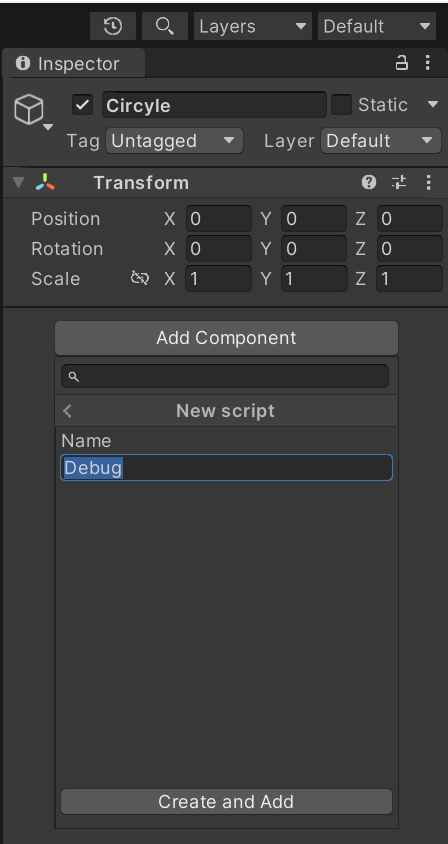 Layers Default
Inspector
Circyle Static
Tag Untagged Layer Default
Transform
Position X 0 Y 0 Z 0
Rotation X 0 Y 0 Z 0
Scale X 1 Y 1 Z 1
Add Component
New script
Name
Debug
Create and Add